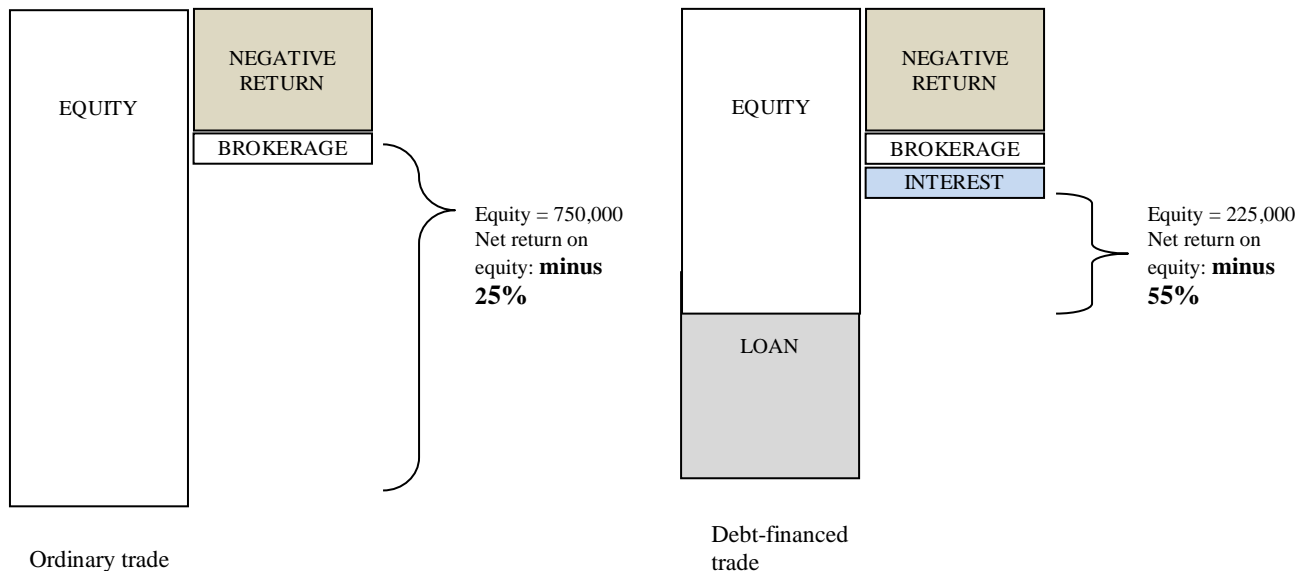 EQUITY
NEGATIVE
RETURN
BROKERAGE
Equity = 750,000
Net return on
equity: minus
25%
Ordinary trade
EQUITY
NEGATIVE
RETURN
BROKERAGE
INTEREST
Equity = 225,000
Net return on
equity: minus
55%
LOAN
Debt-financed
trade